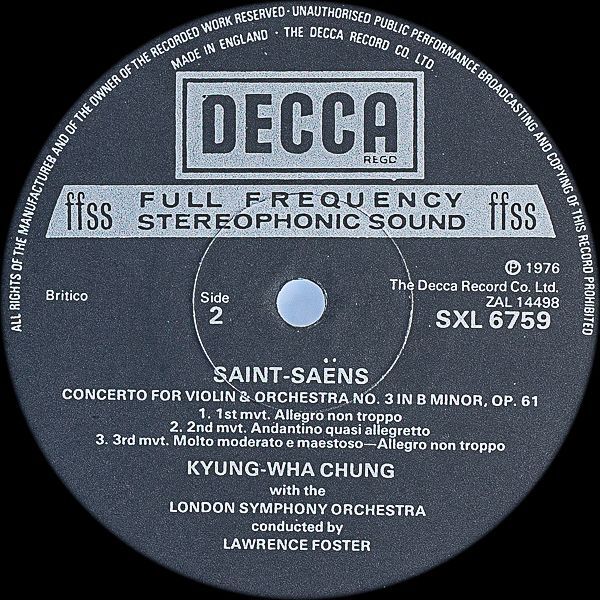 ALL RIGHTS OF THE MANUFACTURER AND OF THE OWNER OF THE RECORDED WORK RESERVED · UNAUTHORISED PUBLIC PERFORMANCE BROADCASTING AND COPYING OF THIS RECORD PROHIBITED
MADE IN ENGLAND · THE DECCA RECORD CO. LTD
DECCA
REGD
ffss FULL FREQUENCY ffss
STEREOPHONIC SOUND
℗ 1976
Britico Side The Decca Record Co. Ltd.
2 ZAL 14498
SXL 6759
SAINT-SAËNS
CONCERTO FOR VIOLIN & ORCHESTRA NO. 3 IN B MINOR, OP. 61
1. 1st mvt. Allegro non troppo
2. 2nd mvt. Andantino quasi allegretto
3. 3rd mvt. Molto moderato e maestoso—Allegro non troppo
KYUNG-WHA CHUNG
with the
LONDON SYMPHONY ORCHESTRA
conducted by
LAWRENCE FOSTER